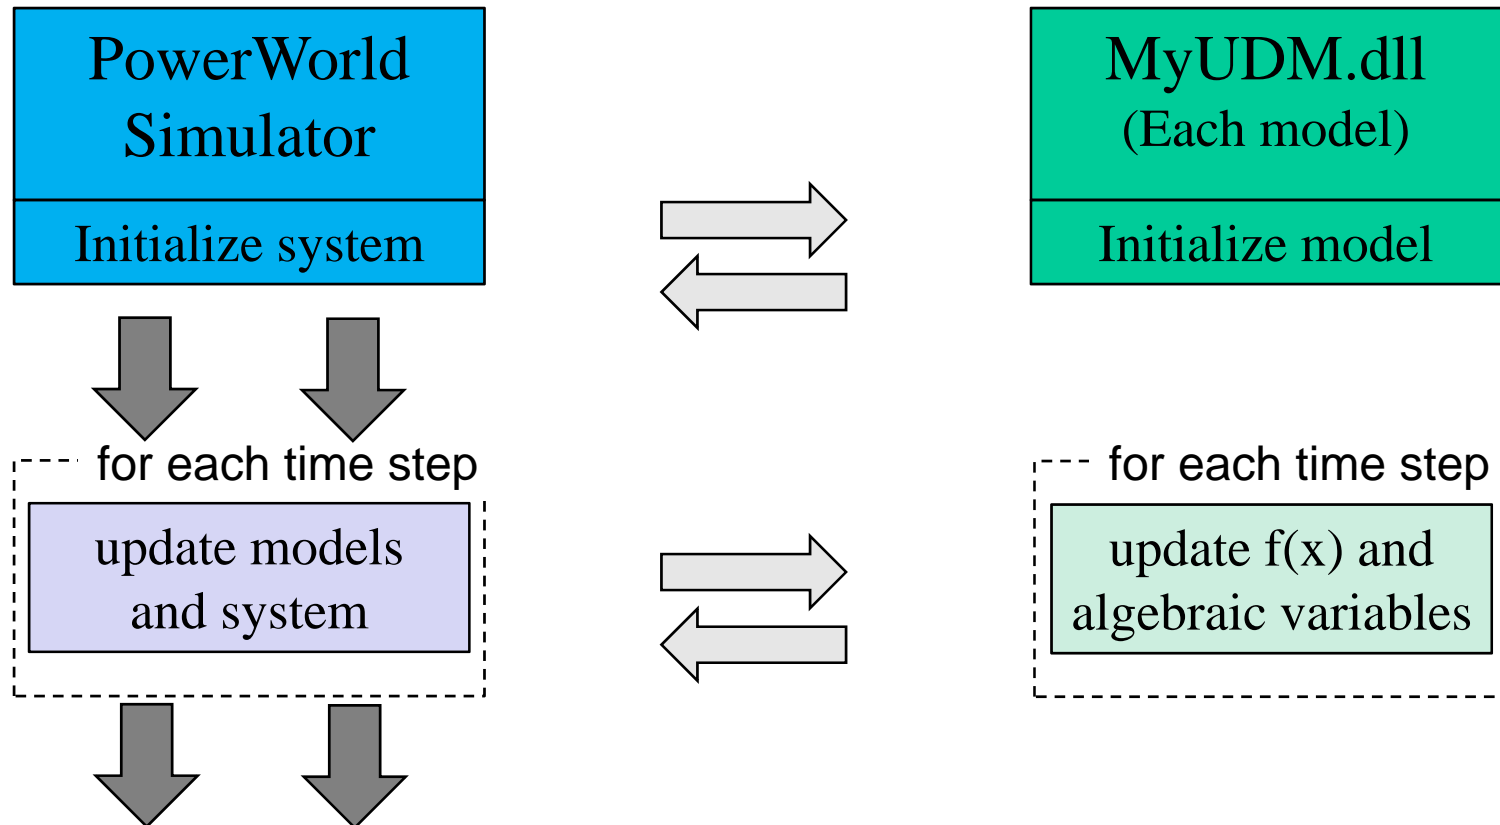 PowerWorld
Simulator
Initialize system
MyUDM.dll
(Each model)
Initialize model
for each time step
update models
and system
for each time step
update f(x) and
algebraic variables